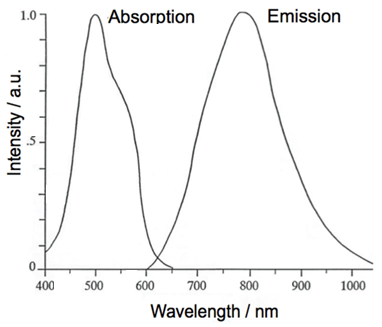 Absorption Emission
1.0
.5
0
400 500 600 700 800 900 1000
Intensity / a.u.
Wavelength / nm